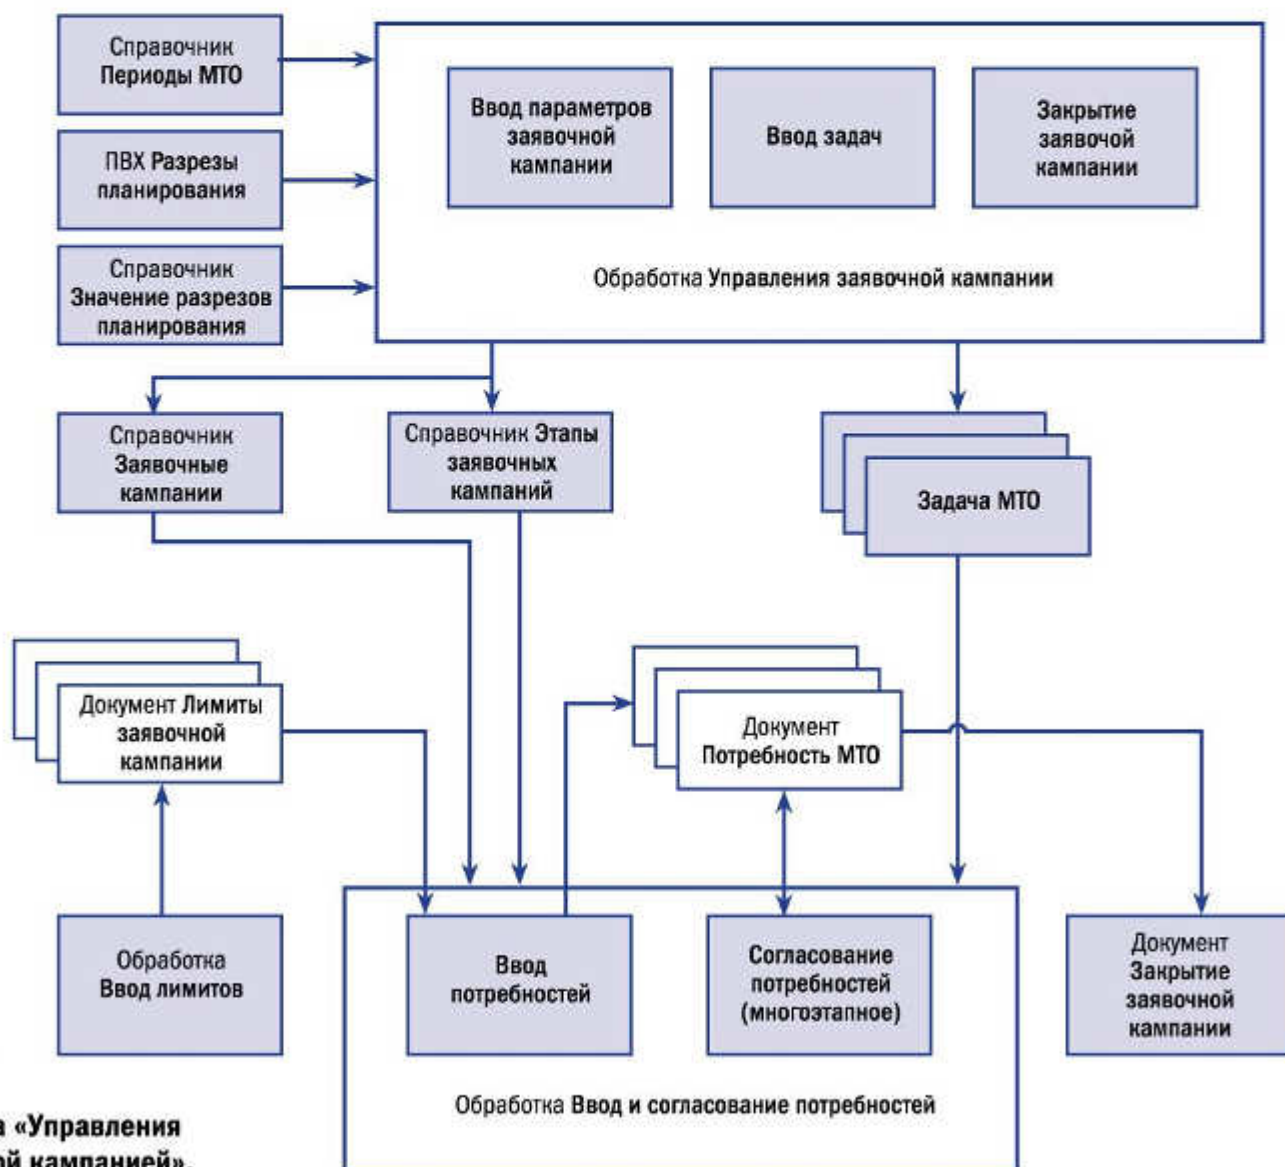 Справочник
Периоды МТО
ПВХ Разрезы
планирования
Справочник
Значение разрезов
планирования
Ввод параметров
заявочной
кампании
Ввод задач
Закрытие
заявочой
кампании
Обработка Управления заявочной кампании
Справочник
Заявочные
кампании
Справочник Этапы
заявочных
кампаний
Задача МТО
Документ Лимиты
заявочной
кампании
Документ
Потребность МТО
Обработка
Ввод лимитов
Ввод
потребностей
Согласование
потребностей
(многоэтапное)
Документ
Закрытие
заявочной
кампании
Обработка Ввод и согласование потребностей
«Управления
кампанией»